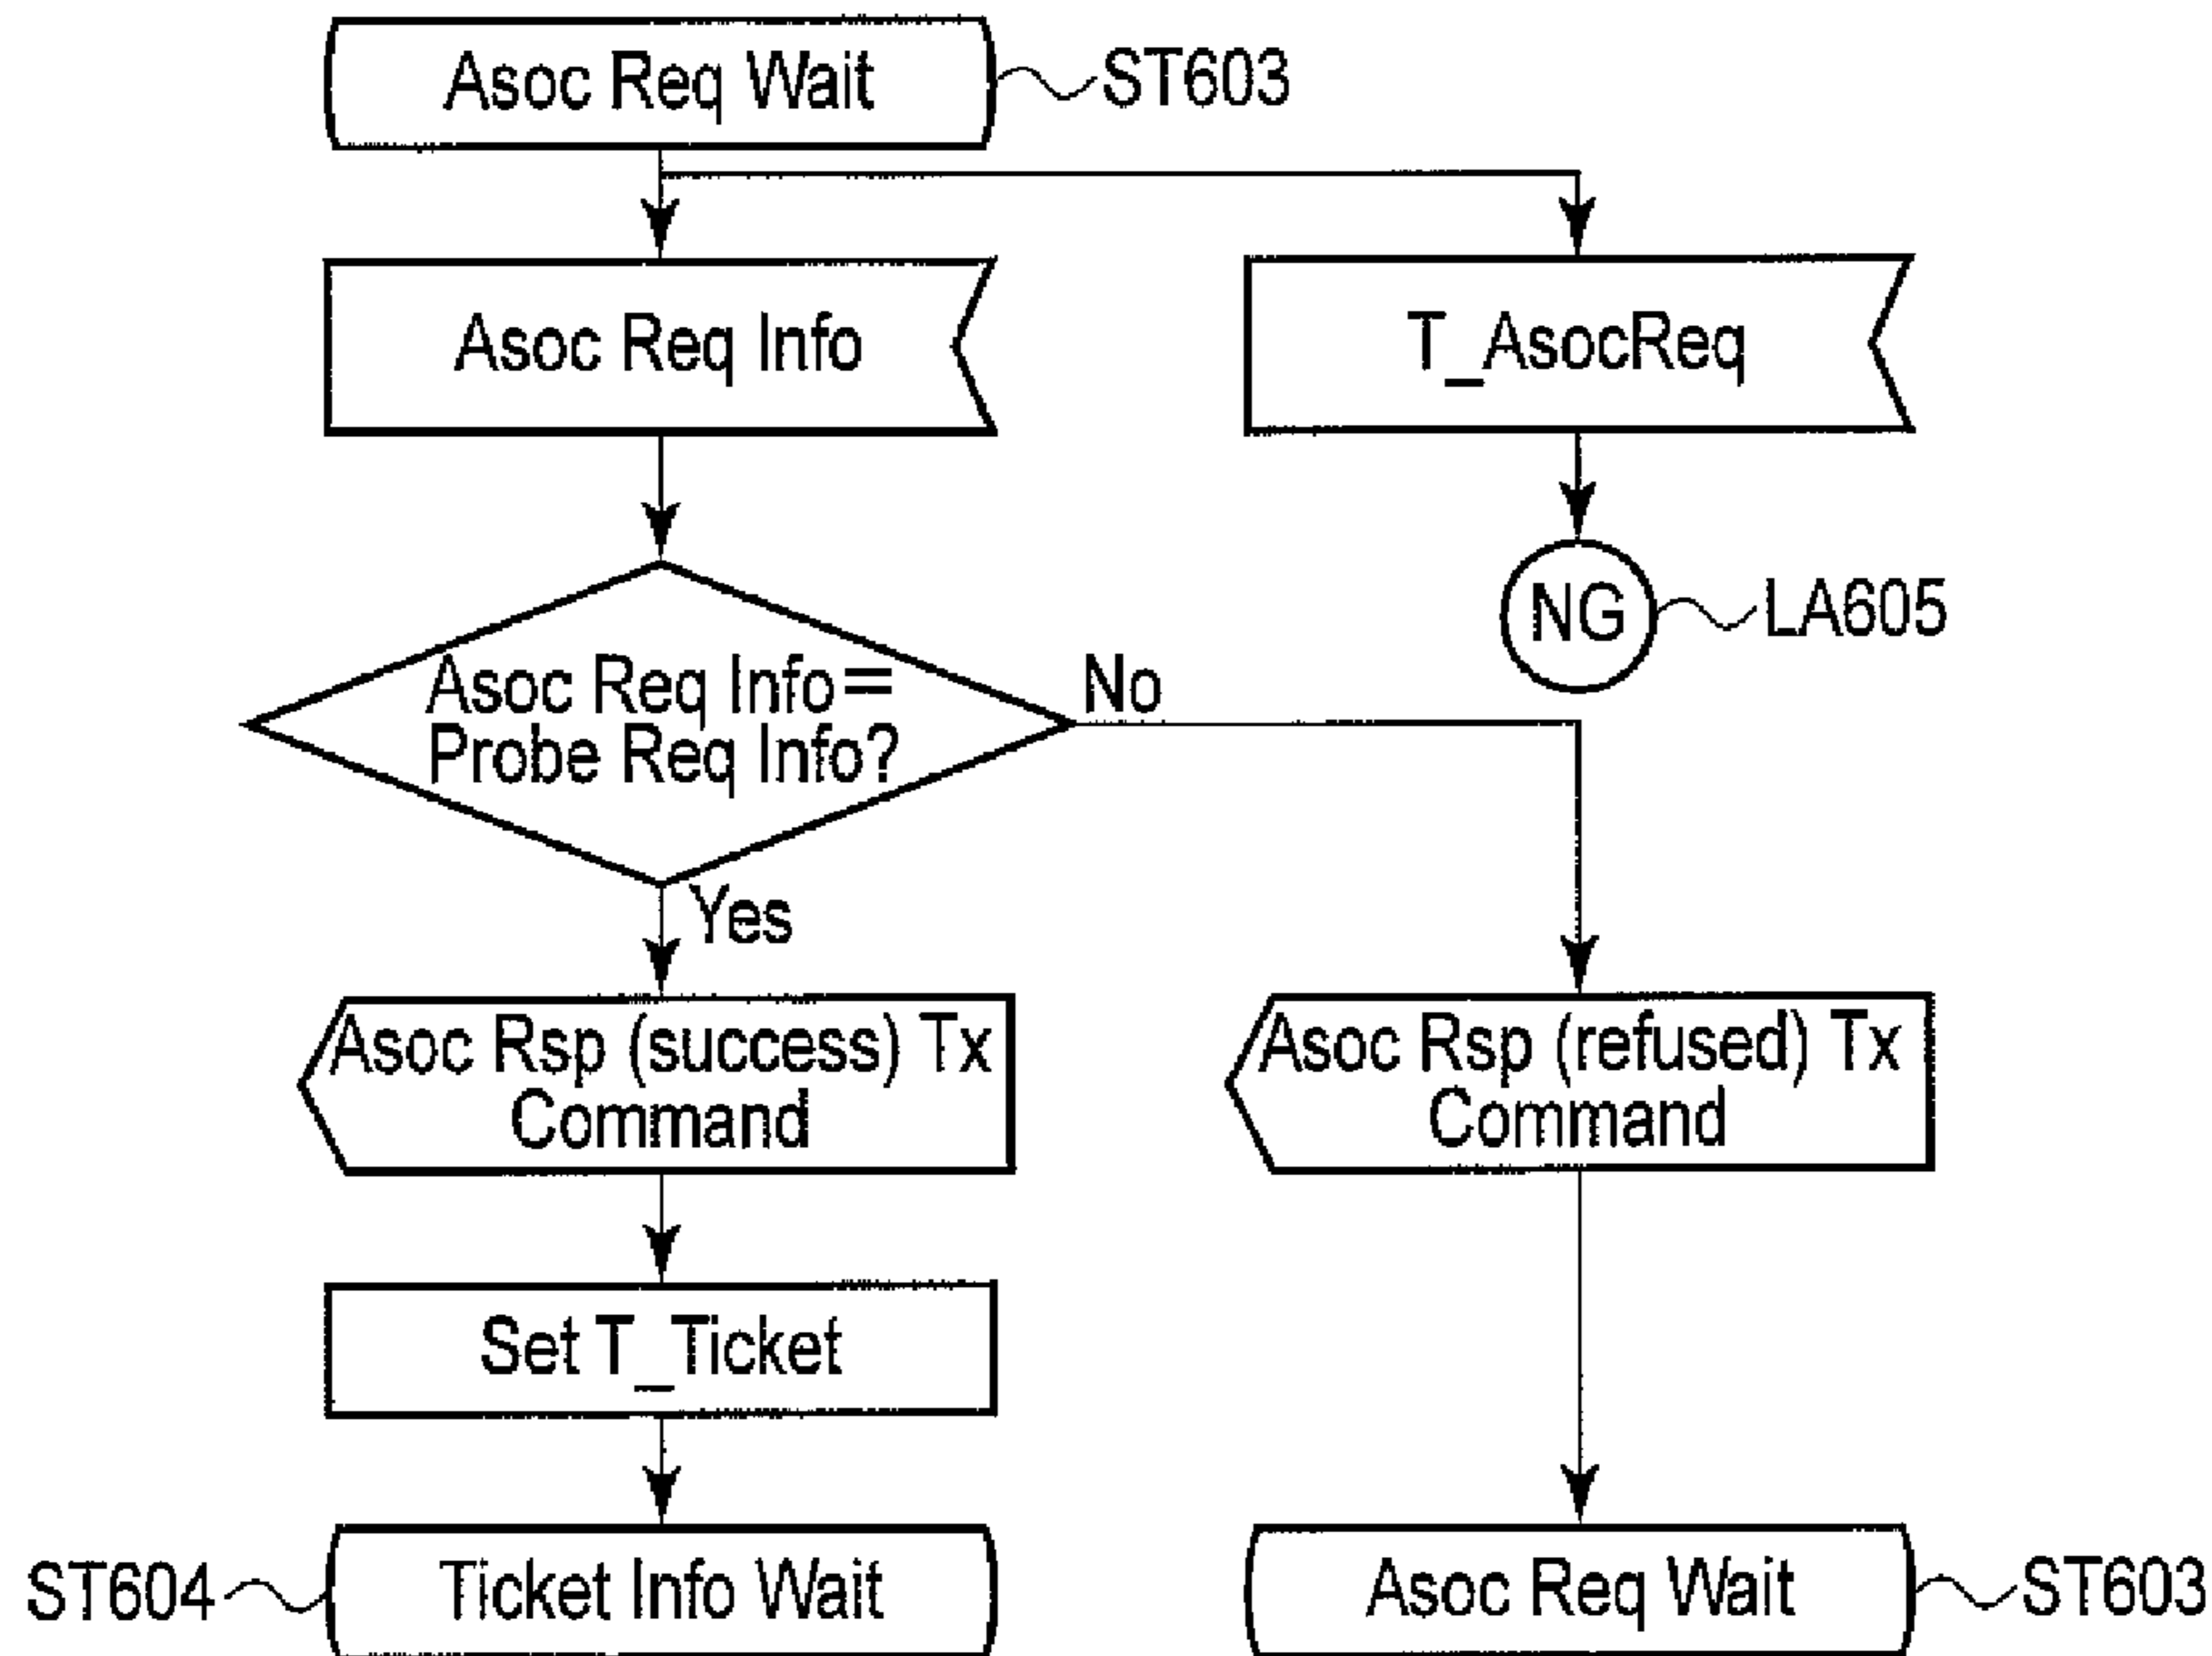 Asoc Req Wait
ST603
Asoc Req Info
T_AsocReq
NG
LA605
Asoc Req Info=
Probe Req Info?
No
Yes
Asoc Rsp (success) Tx
Command
Asoc Rsp (refused) Tx
Command
Set T_Ticket
ST604
Ticket Info Wait
Asoc Req Wait
ST603